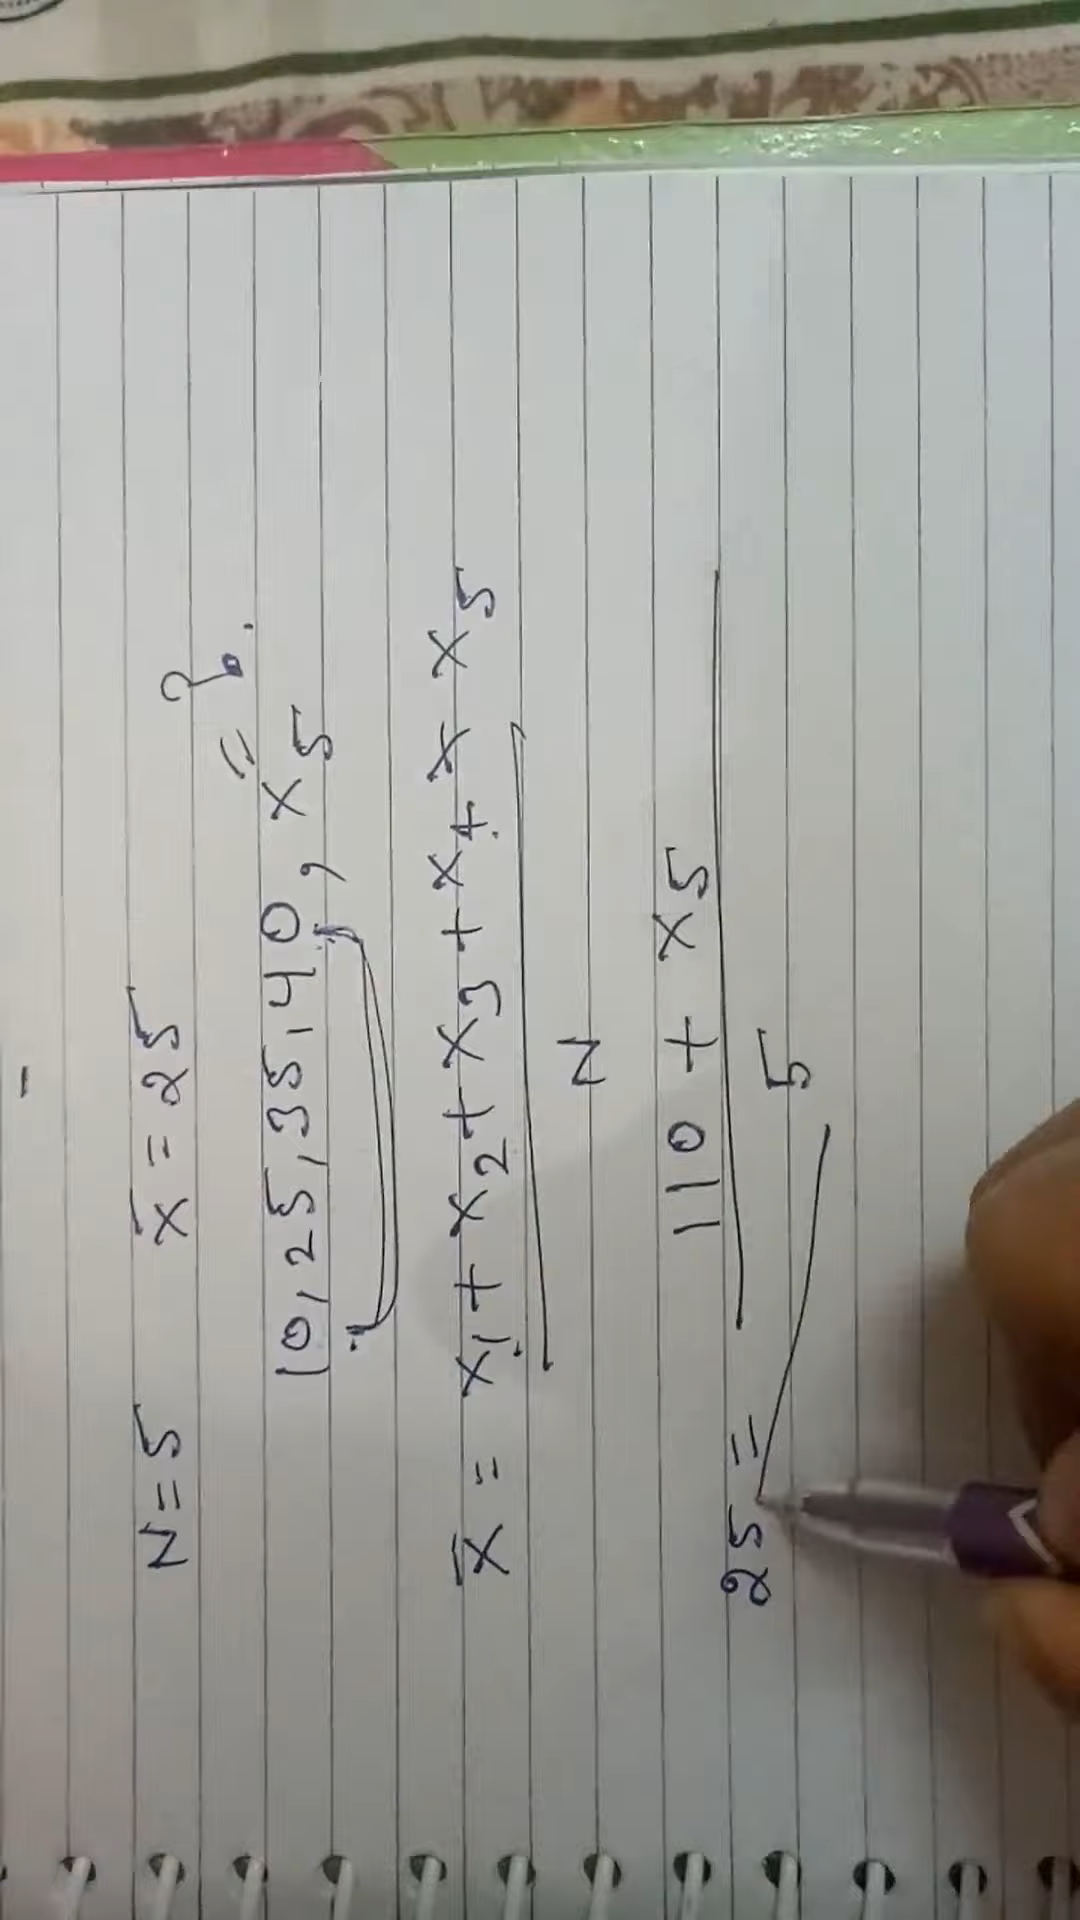 N = 5 x̄ = 25
10, 25, 35, 40, x5 = ?
x̄ = x1 + x2 + x3 + x4 x x5
N
110 + x5
25 =
5